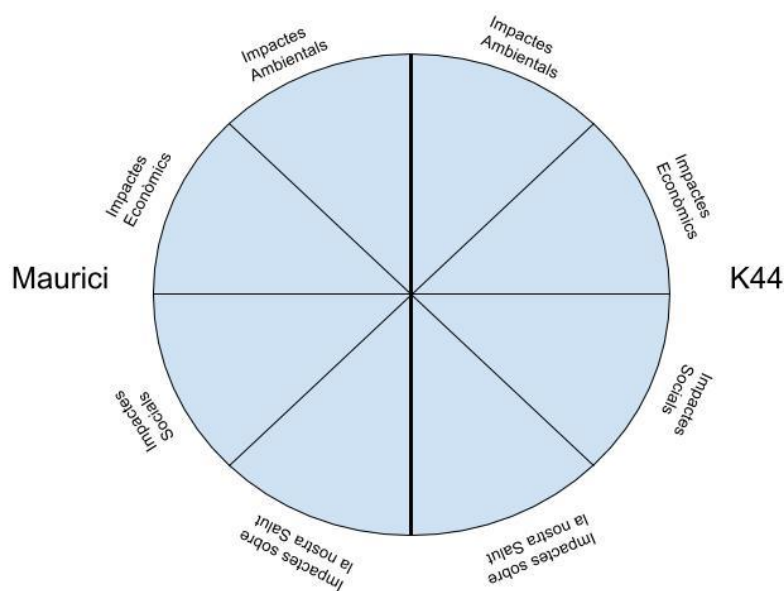 Impactes
Ambientals
Impactes
Ambientals
Impactes
Econòmics
Impactes
Econòmics
Maurici
K44
Impactes
Socials
Impactes
Socials
Impactes sobre
la nostra Salut
Impactes sobre
la nostra Salut